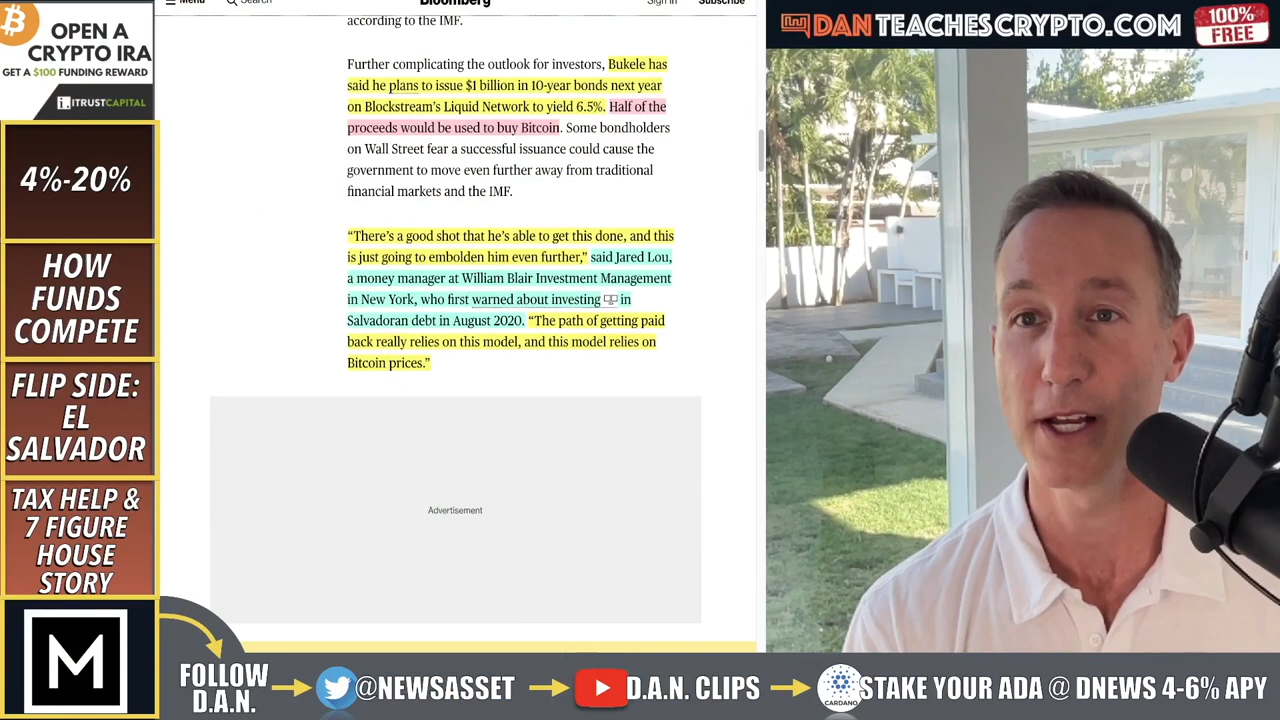 OPEN A
CRYPTO IRA
GET A $100 FUNDING REWARD
ITRUSTCAPITAL
4%-20%
HOW
FUNDS
COMPETE
FLIP SIDE:
EL
SALVADOR
TAX HELP &
7 FIGURE
HOUSE
STORY
M
Menu
Search
Bloomberg
Sign In
Subscribe
according to the IMF.
Further complicating the outlook for investors, Bukele has
said he plans to issue $1 billion in 10-year bonds next year
on Blockstream's Liquid Network to yield 6.5%. Half of the
proceeds would be used to buy Bitcoin. Some bondholders
on Wall Street fear a successful issuance could cause the
government to move even further away from traditional
financial markets and the IMF.
“There's a good shot that he's able to get this done, and this
is just going to embolden him even further,” said Jared Lou,
a money manager at William Blair Investment Management
in New York, who first warned about investing in
Salvadoran debt in August 2020. “The path of getting paid
back really relies on this model, and this model relies on
Bitcoin prices.”
Advertisement
DAN TEACHESCRYPTO.COM
100%
FREE
FOLLOW
D.A.N.
@NEWSASSET
D.A.N. CLIPS
CARDANO
STAKE YOUR ADA @ DNEWS 4-6% APY